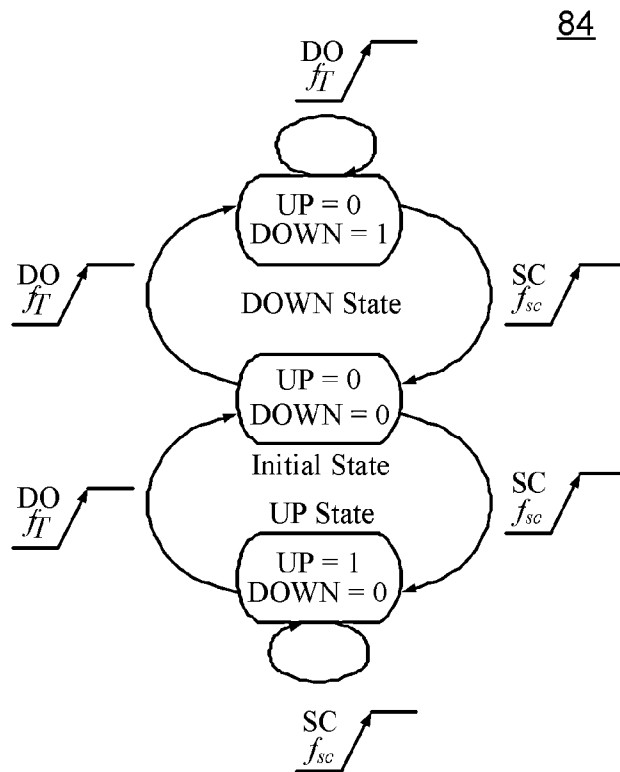 84
DO
fT
UP = 0
DOWN = 1
DO
fT
DOWN State
SC
fsc
UP = 0
DOWN = 0
Initial State
DO
fT
SC
fsc
UP State
UP = 1
DOWN = 0
SC
fsc